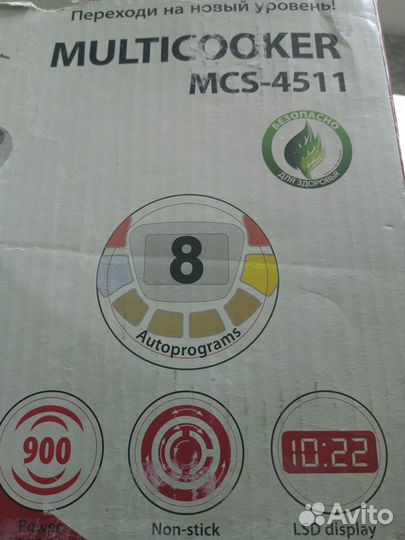 Переходи на новый уровень!
MULTICOOKER
MCS-4511
БЕЗОПАСНО
ДЛЯ ЗДОРОВЬЯ
8
Autoprograms
900
10:22
Power
Non-stick
LSD display
Avito